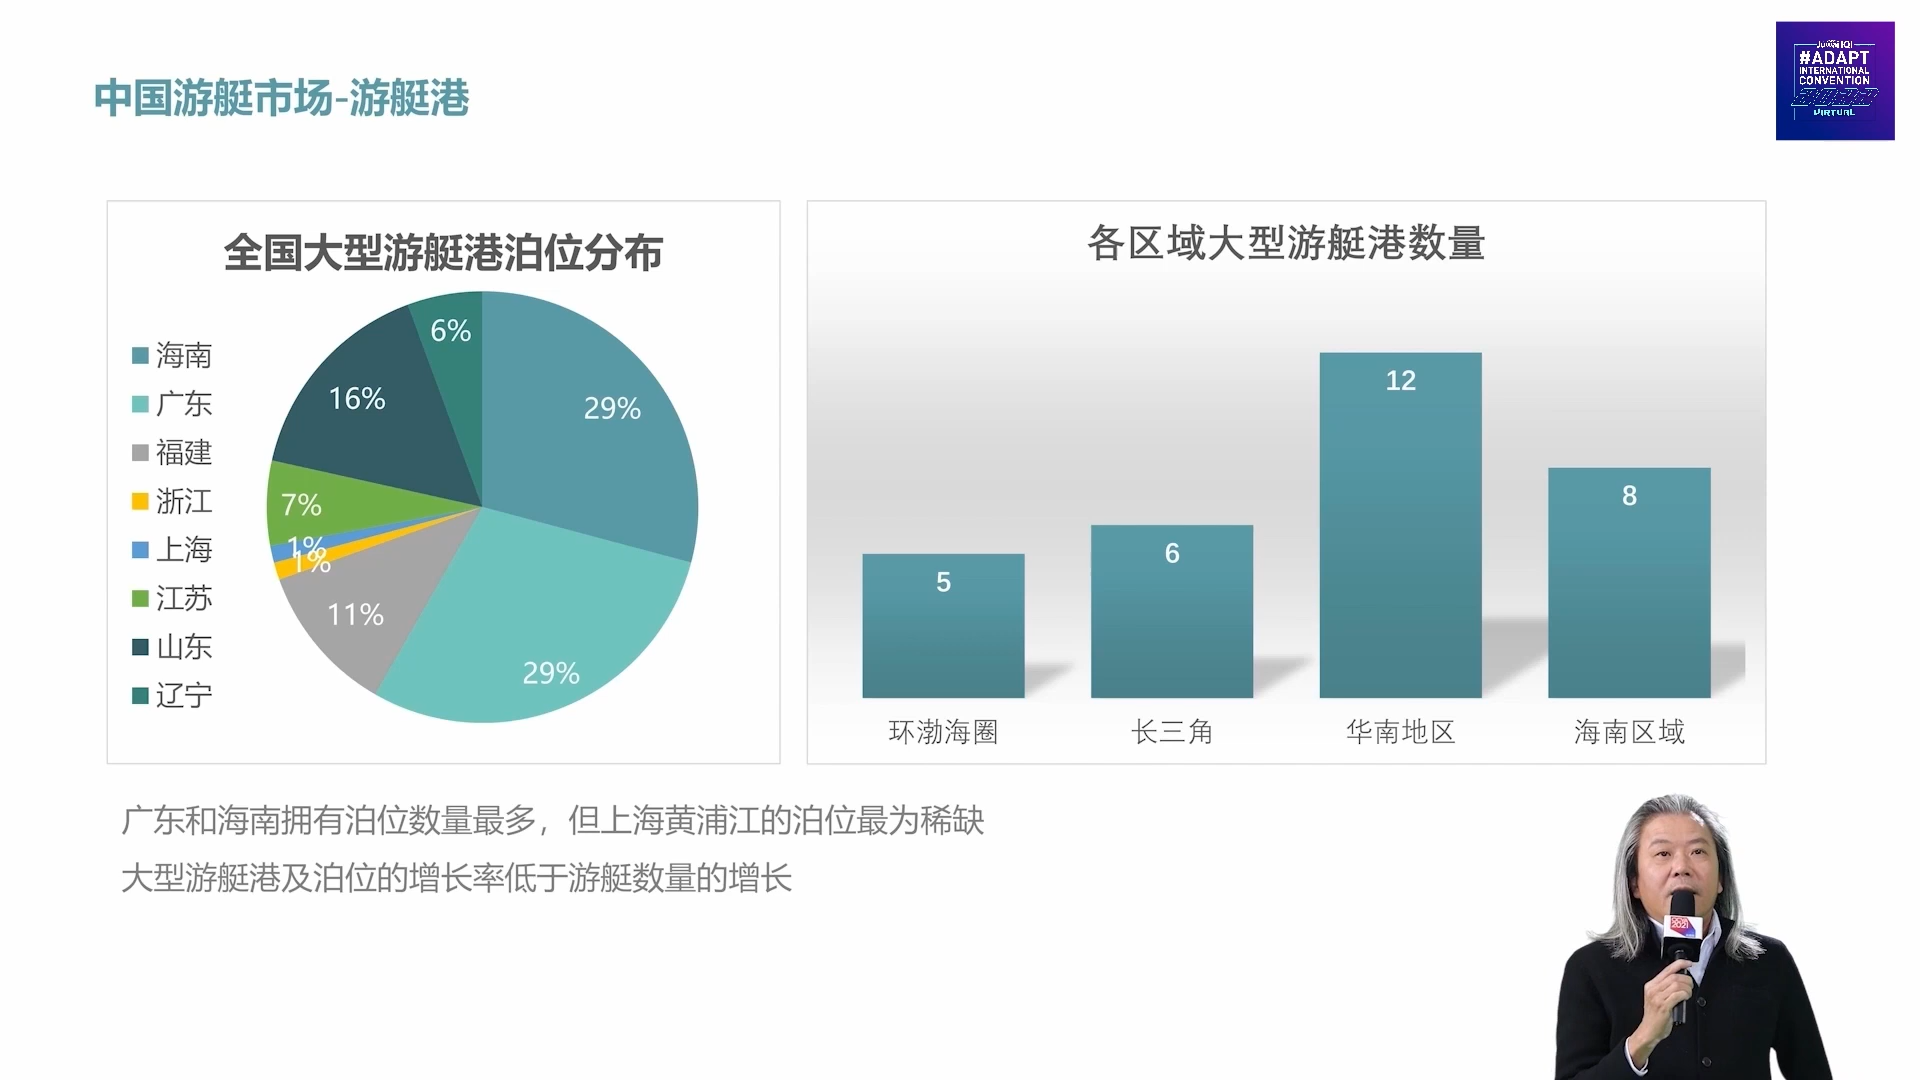 中国游艇市场-游艇港
#ADAPT
INTERNATIONAL
CONVENTION
VIRTUAL
全国大型游艇港泊位分布
海南
广东
福建
浙江
上海
江苏
山东
辽宁
6%
16%
29%
7%
1%
1%
11%
29%
各区域大型游艇港数量
12
8
6
5
环渤海圈
长三角
华南地区
海南区域
广东和海南拥有泊位数量最多，但上海黄浦江的泊位最为稀缺
大型游艇港及泊位的增长率低于游艇数量的增长
2021